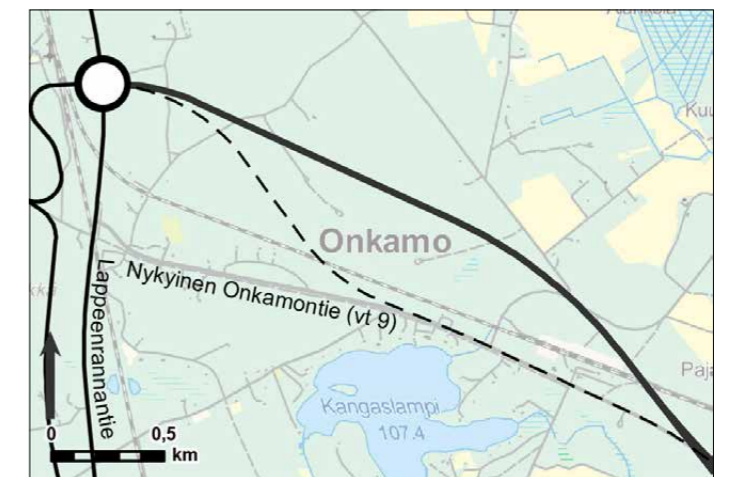 Kuu
Onkamo
Nykyinen Onkamontie (vt 9)
Lappeenrannantie
Paja
Kangaslampi
107.4
0
0,5
km